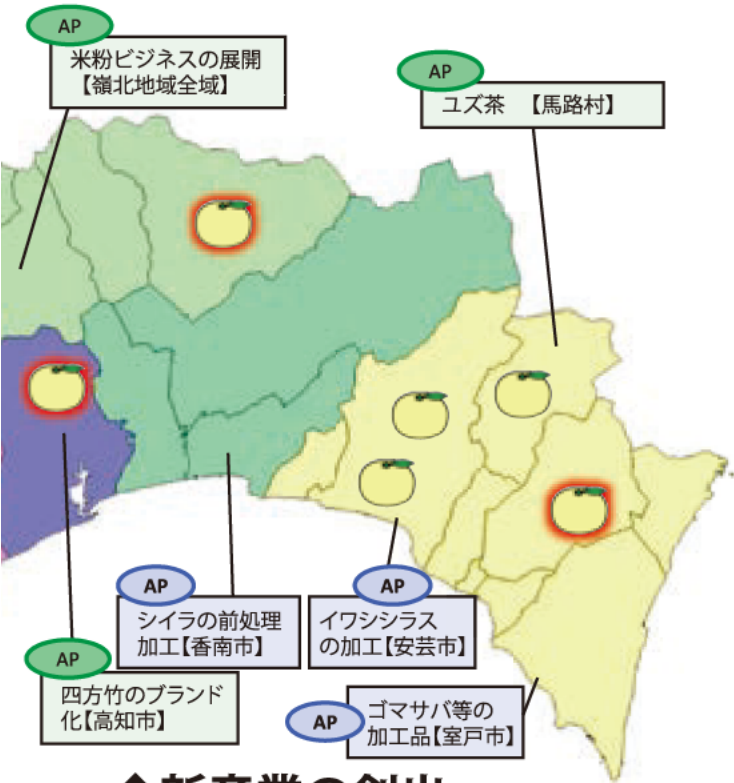 AP
米粉ビジネスの展開
【嶺北地域全域】
AP
ユズ茶 【馬路村】
AP
シイラの前処理
加工【香南市】
AP
イワシシラス
の加工【安芸市】
AP
四方竹のブランド
化【高知市】
AP
ゴマサバ等の
加工品【室戸市】